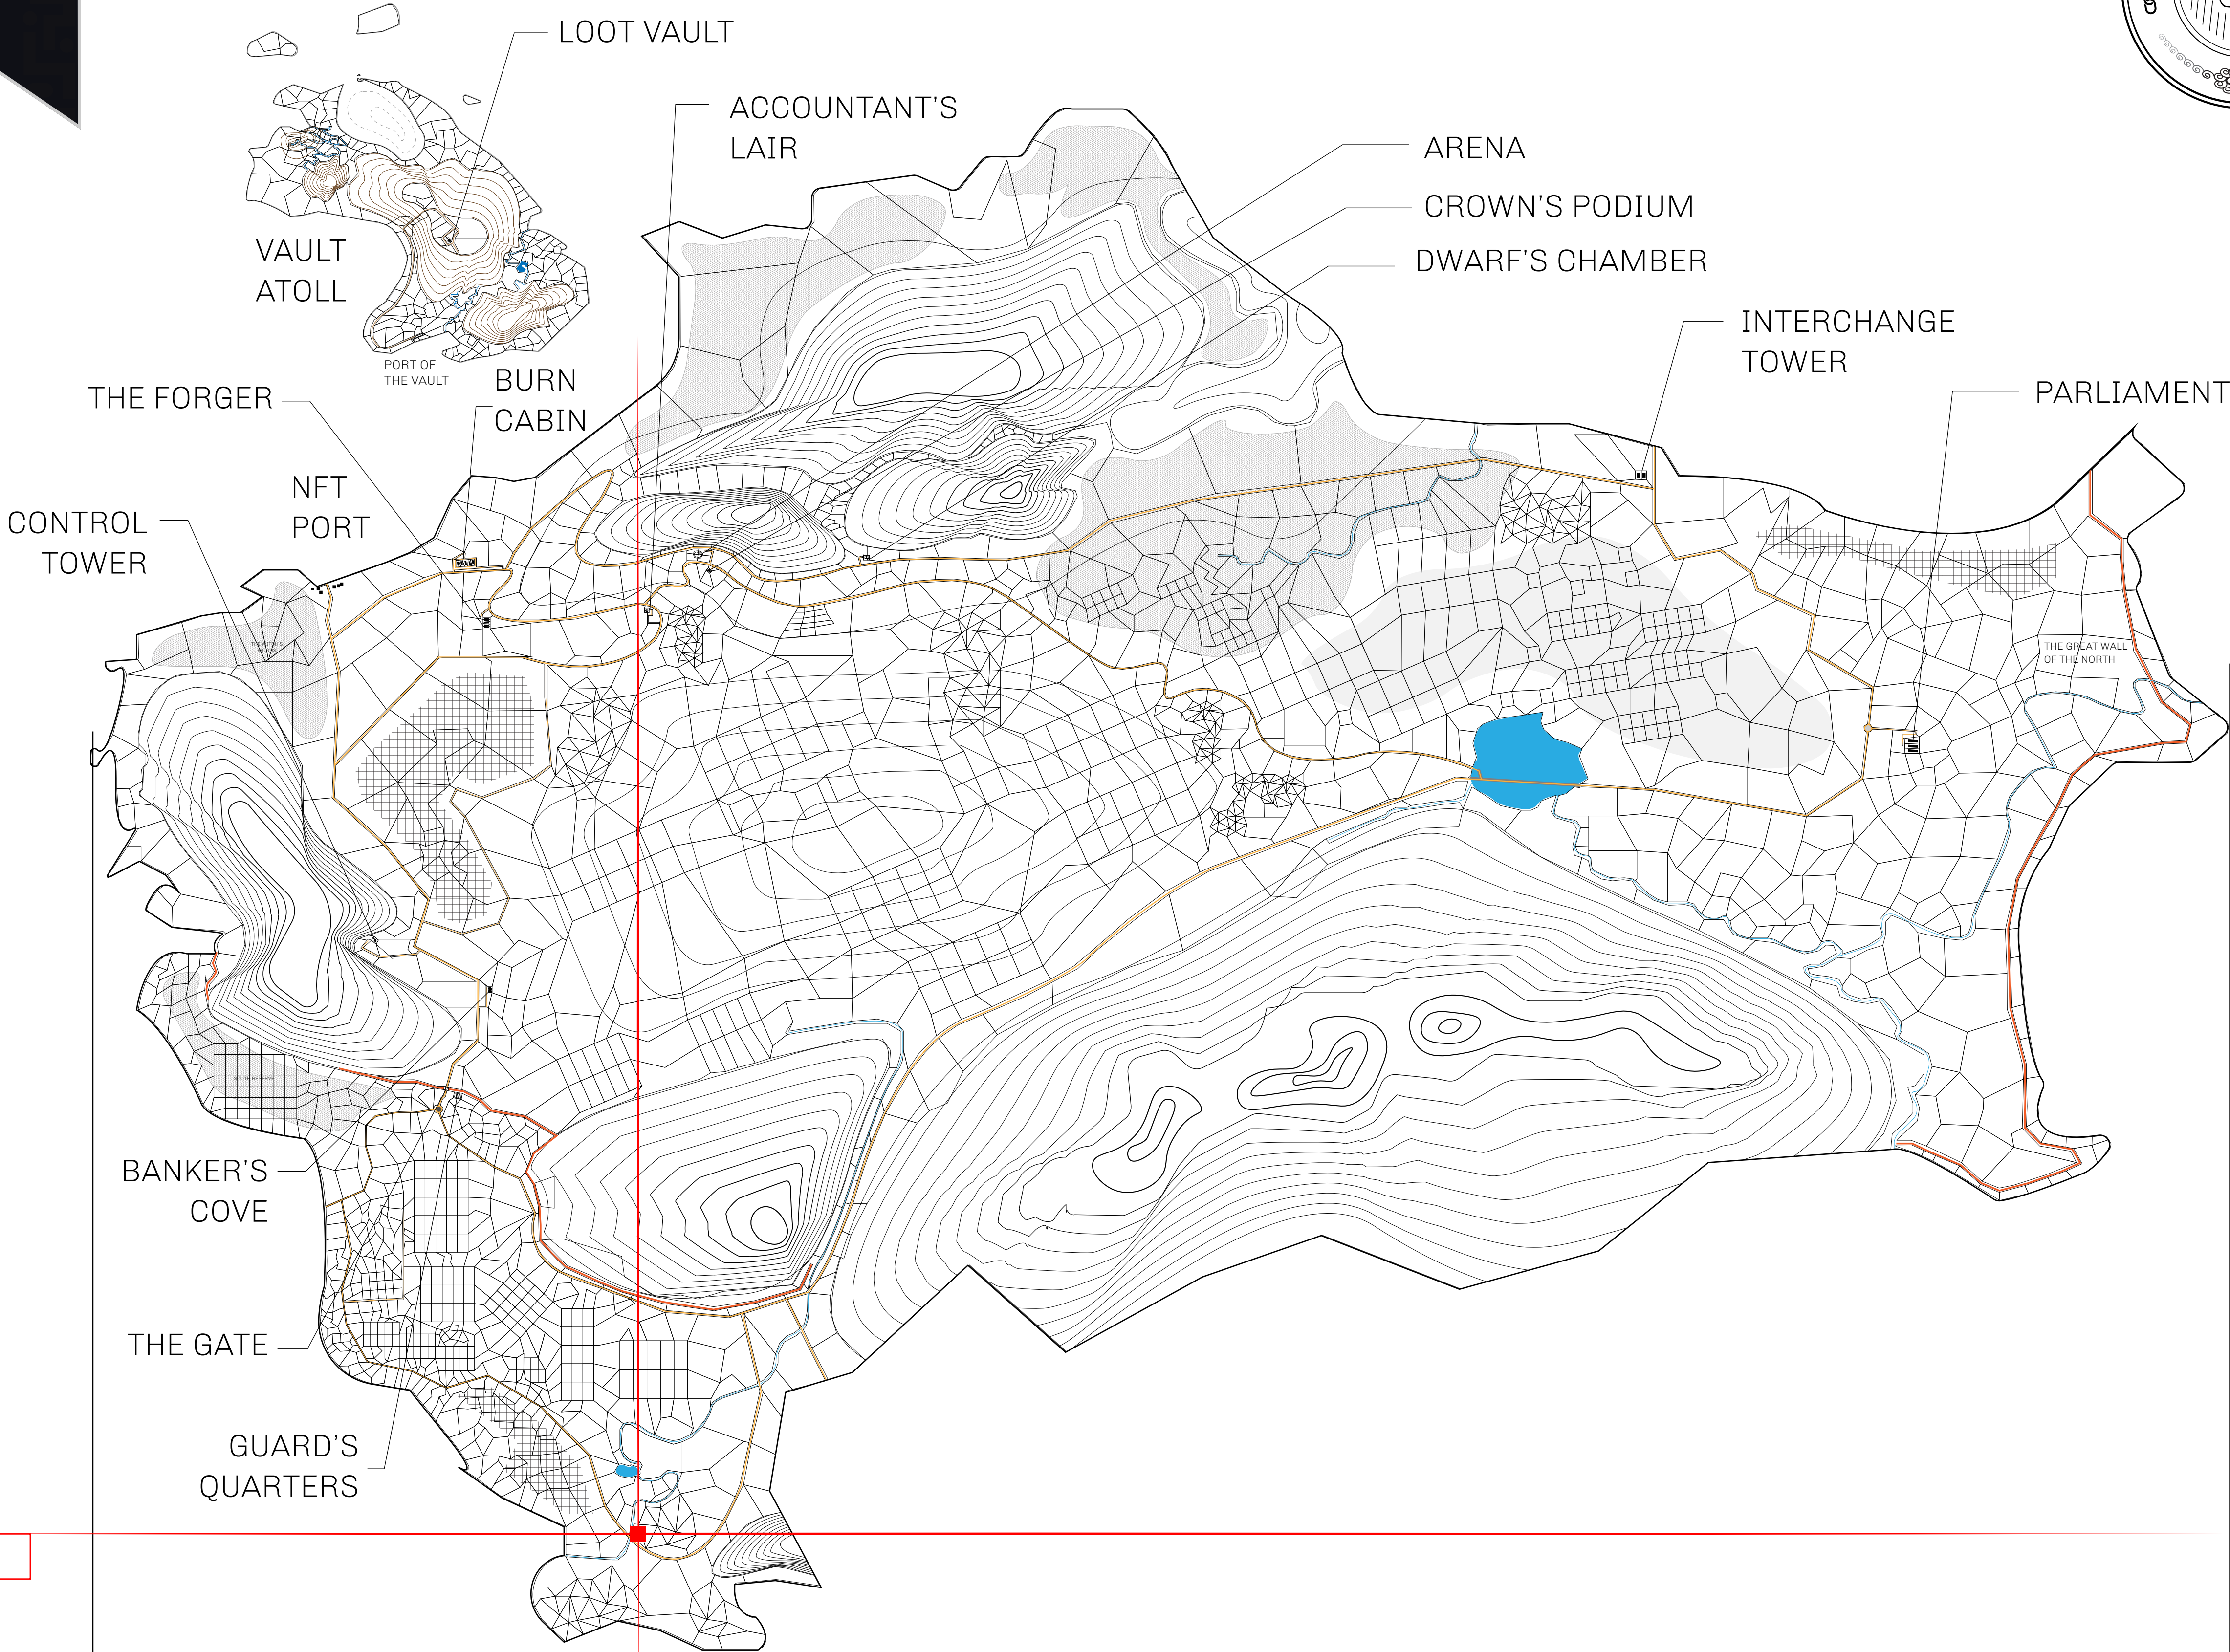 LOOT VAULT
ACCOUNTANT'S
LAIR
ARENA
CROWN'S PODIUM
DWARF'S CHAMBER
VAULT
ATOLL
INTERCHANGE
TOWER
PORT OF
THE VAULT
BURN
CABIN
THE FORGER
PARLIAMENT
NFT
PORT
CONTROL
TOWER
THE GREAT WALL
OF THE NORTH
SOUTH RESERVE
BANKER'S
COVE
THE GATE
GUARD'S
QUARTERS